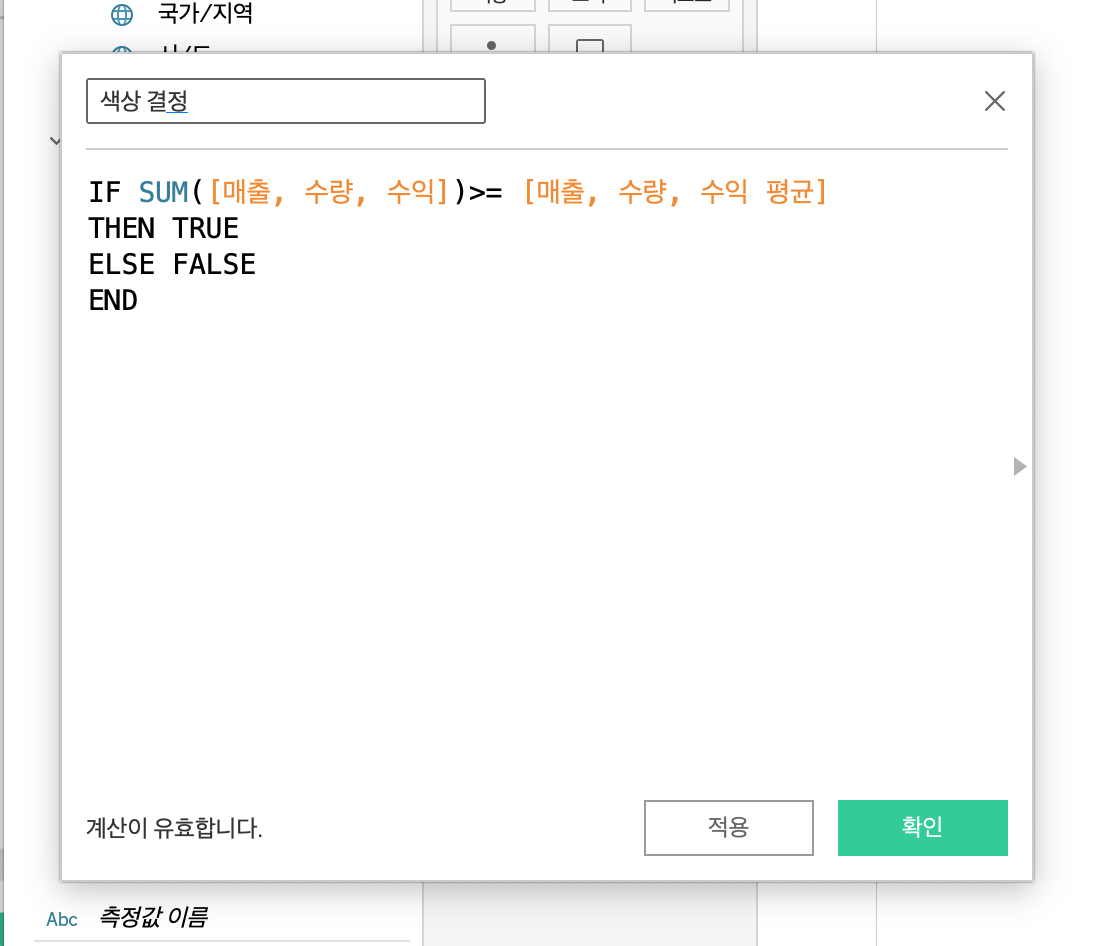 국가/지역
색상 결정
IF SUM([매출, 수량, 수익])>= [매출, 수량, 수익 평균]
THEN TRUE
ELSE FALSE
END
계산이 유효합니다.
적용
확인
Abc 측정값 이름